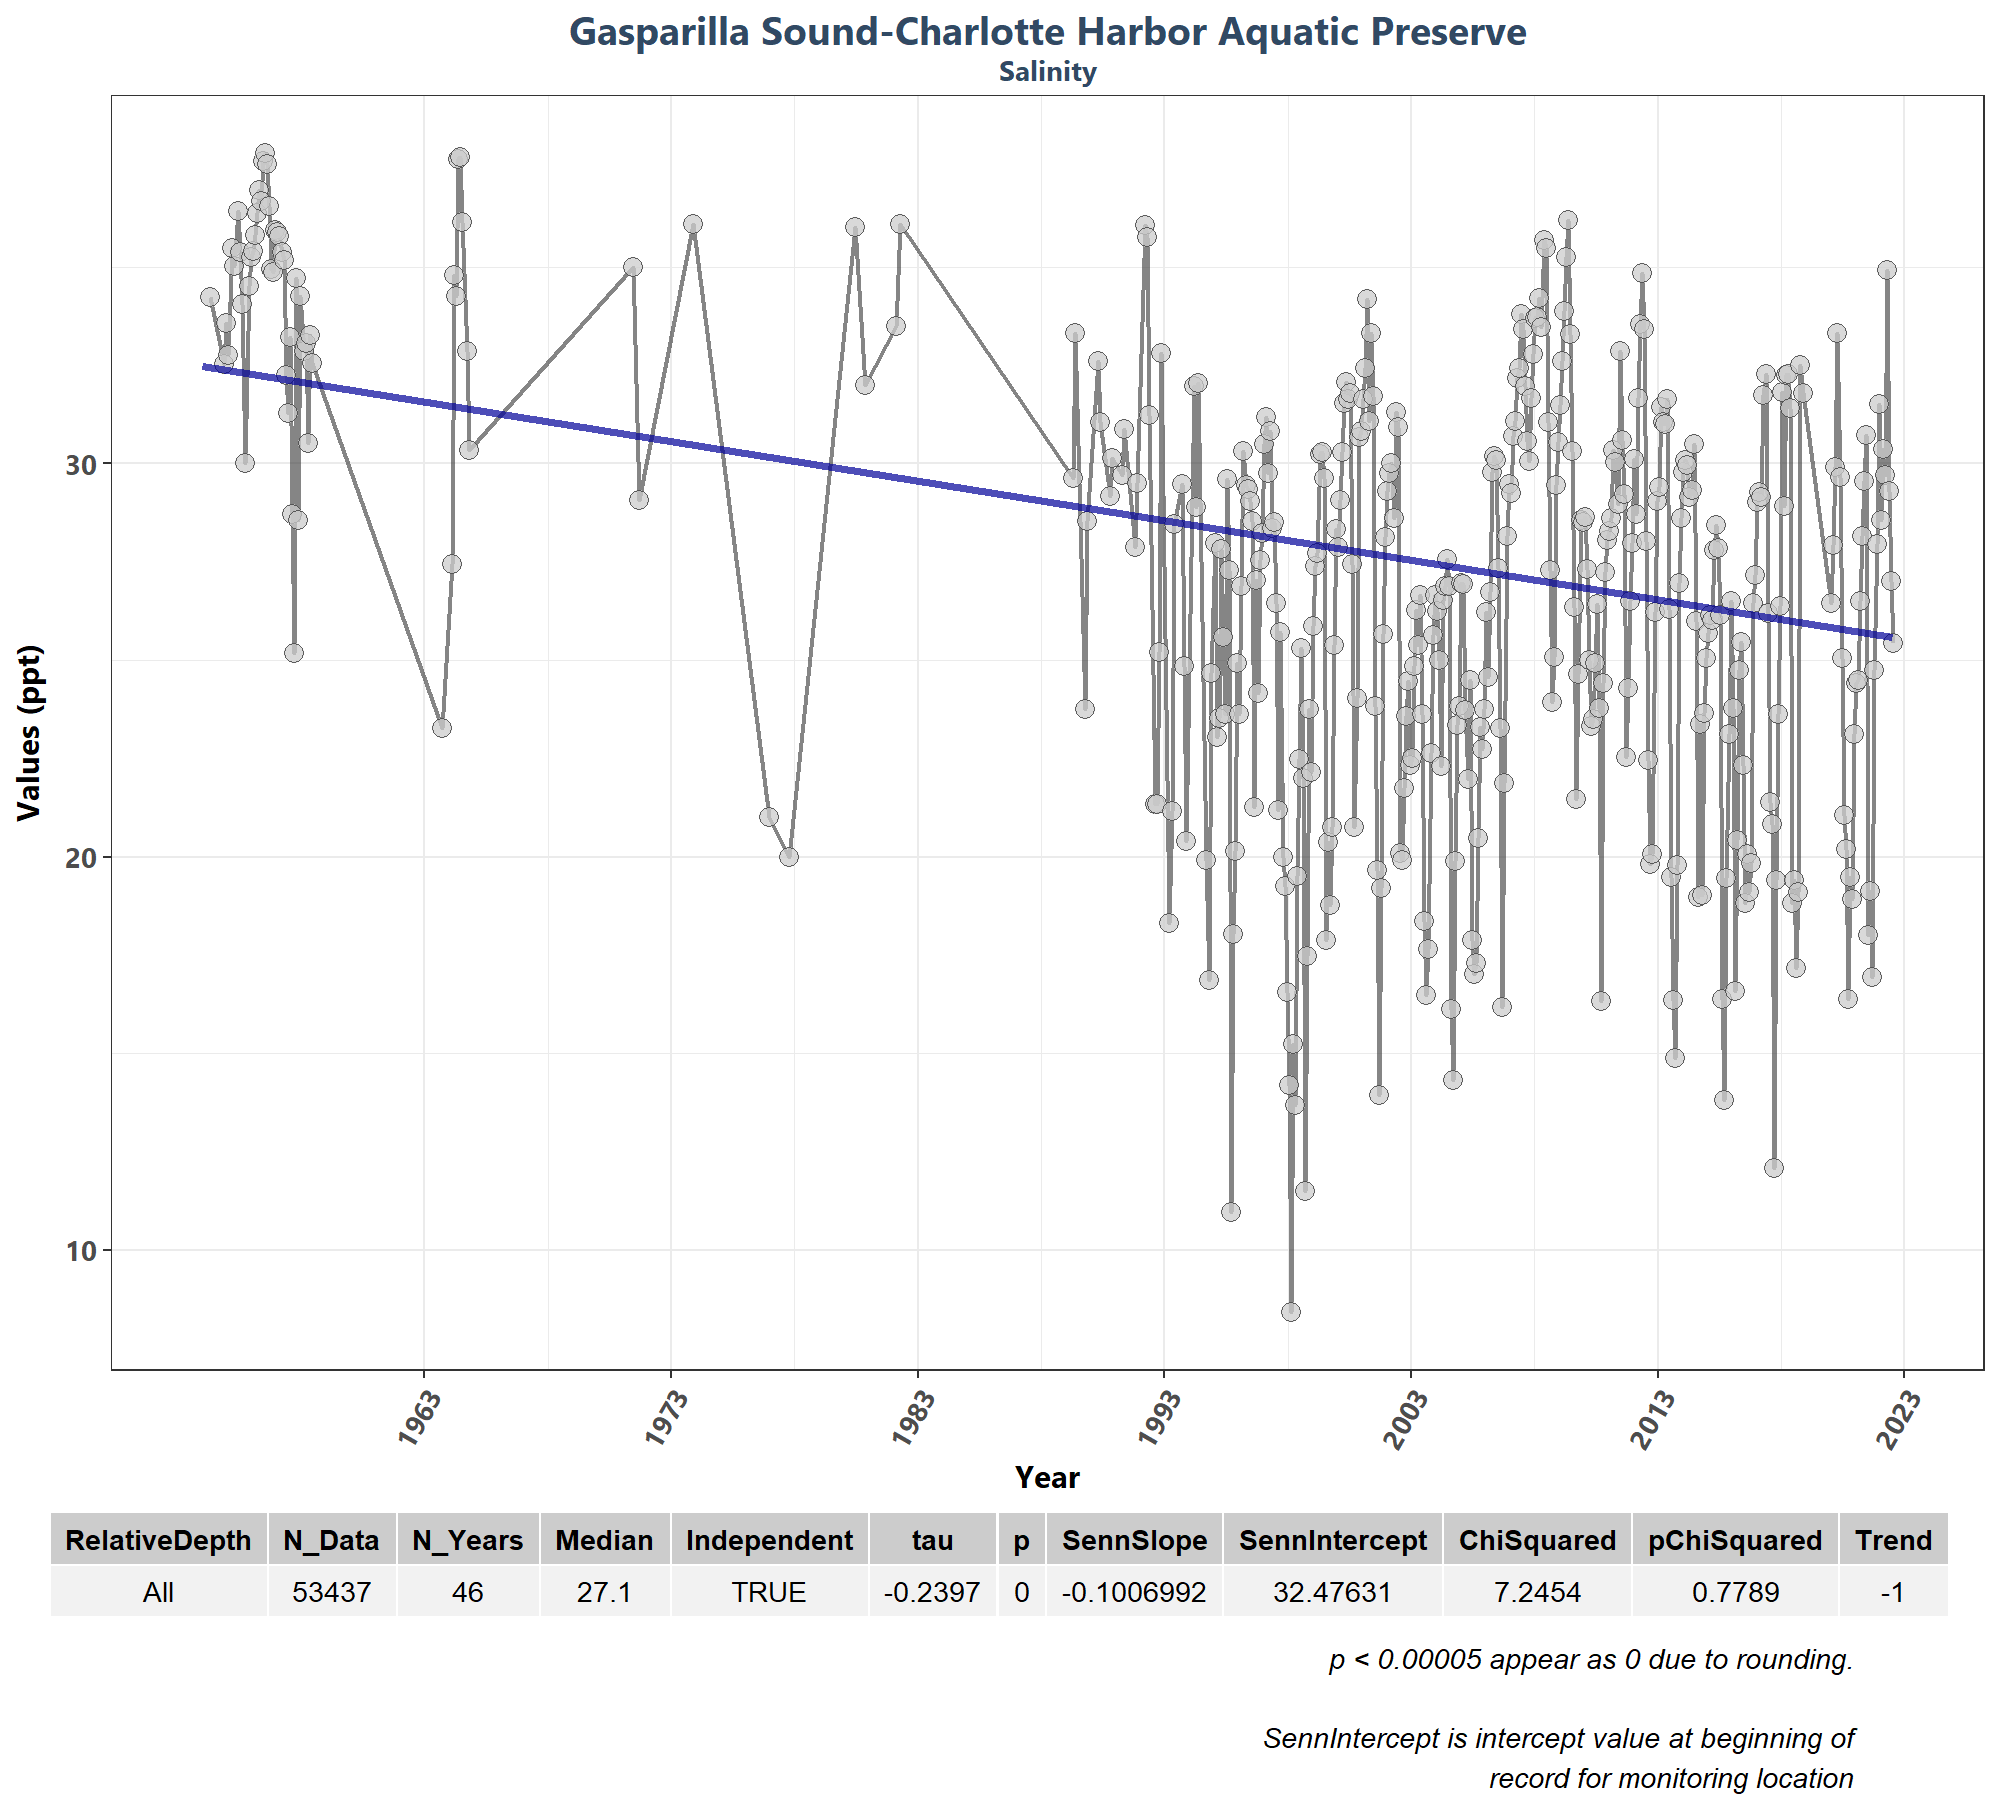 Gasparilla Sound-Charlotte Harbor Aquatic Preserve
Salinity
Values (ppt)
30
20
10
1963
1973
1983
1993
2003
2013
2023
Year
RelativeDepth N_Data N_Years Median Independent tau p SennSlope SennIntercept ChiSquared pChiSquared Trend
All 53437 46 27.1 TRUE -0.2397 0 -0.1006992 32.47631 7.2454 0.7789 -1
p < 0.00005 appear as 0 due to rounding.
SennIntercept is intercept value at beginning of
record for monitoring location